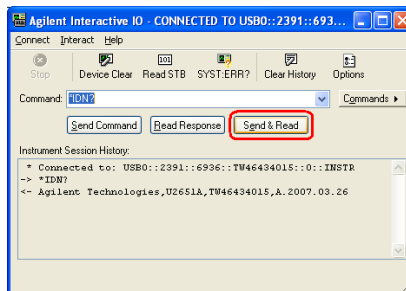 Agilent Interactive IO - CONNECTED TO USB0::2391::693...
Connect Interact Help
101
Stop Device Clear Read STB SYST:ERR? Clear History Options
Command: *IDN? Commands
Send Command Read Response Send & Read
Instrument Session History:
* Connected to: USB0::2391::6936::TW46434015::0::INSTR
-> *IDN?
<- Agilent Technologies,U2651A,TW46434015,A.2007.03.26